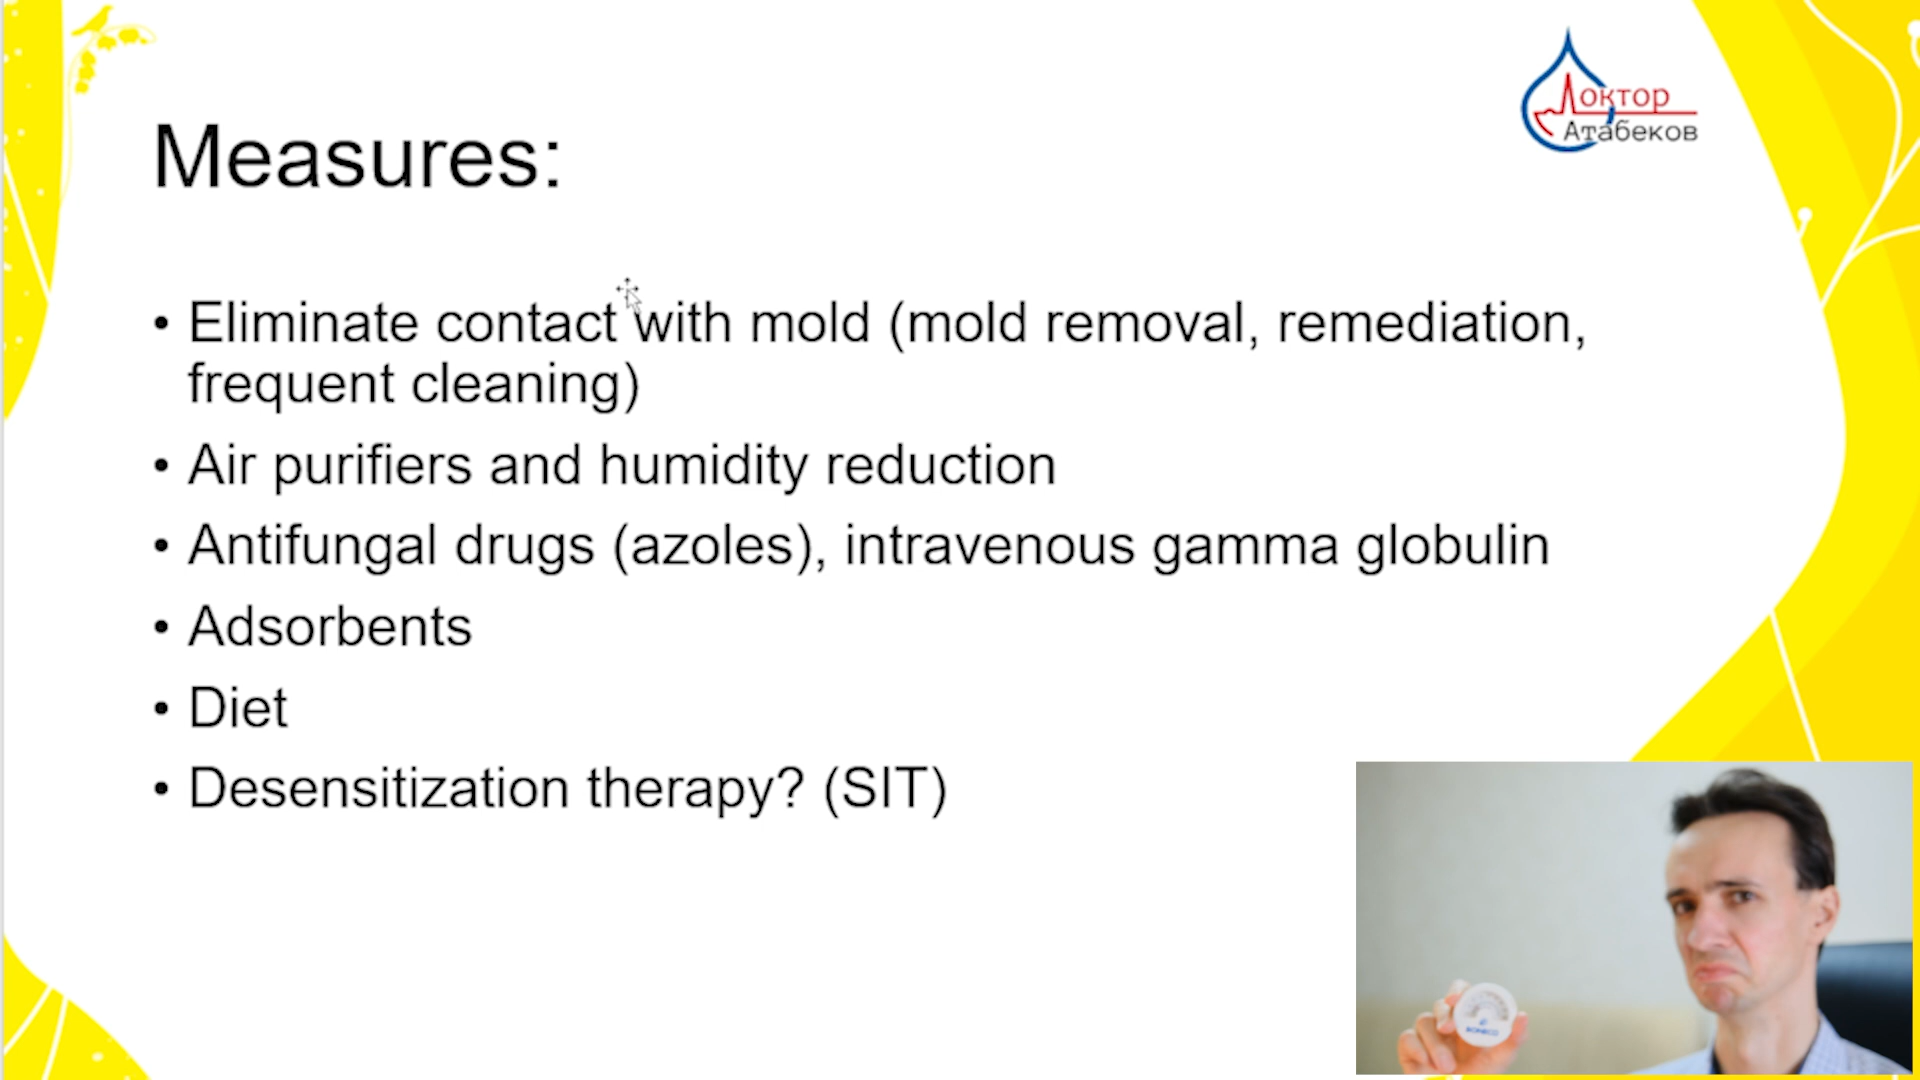 Доктор
Атабеков
Measures:
• Eliminate contact with mold (mold removal, remediation,
frequent cleaning)
• Air purifiers and humidity reduction
• Antifungal drugs (azoles), intravenous gamma globulin
• Adsorbents
• Diet
• Desensitization therapy? (SIT)
BONECO